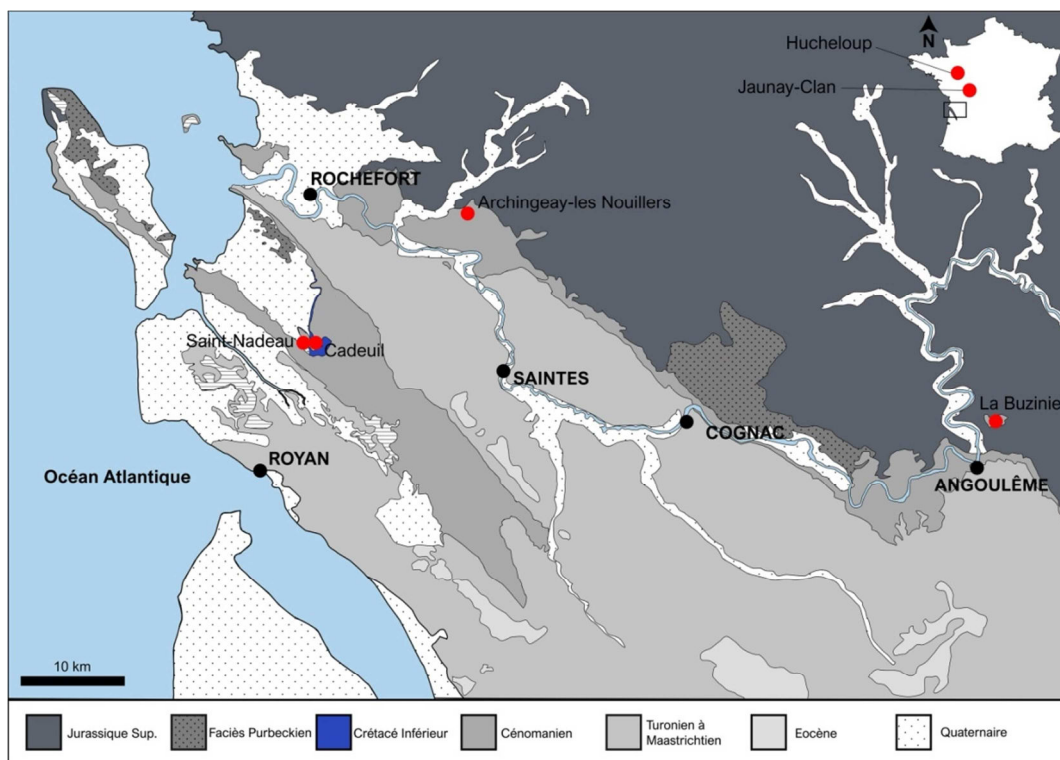 N
Hucheloup
Jaunay-Clan
ROCHEFORT
Archingeay-les Nouillers
Saint-Nadeau
Cadeuil
SAINTES
La Buzinie
COGNAC
ROYAN
Océan Atlantique
ANGOULÊME
10 km
Jurassique Sup.
Faciès Purbeckien
Crétacé Inférieur
Cénomanien
Turonien à
Maastrichtien
Eocène
Quaternaire